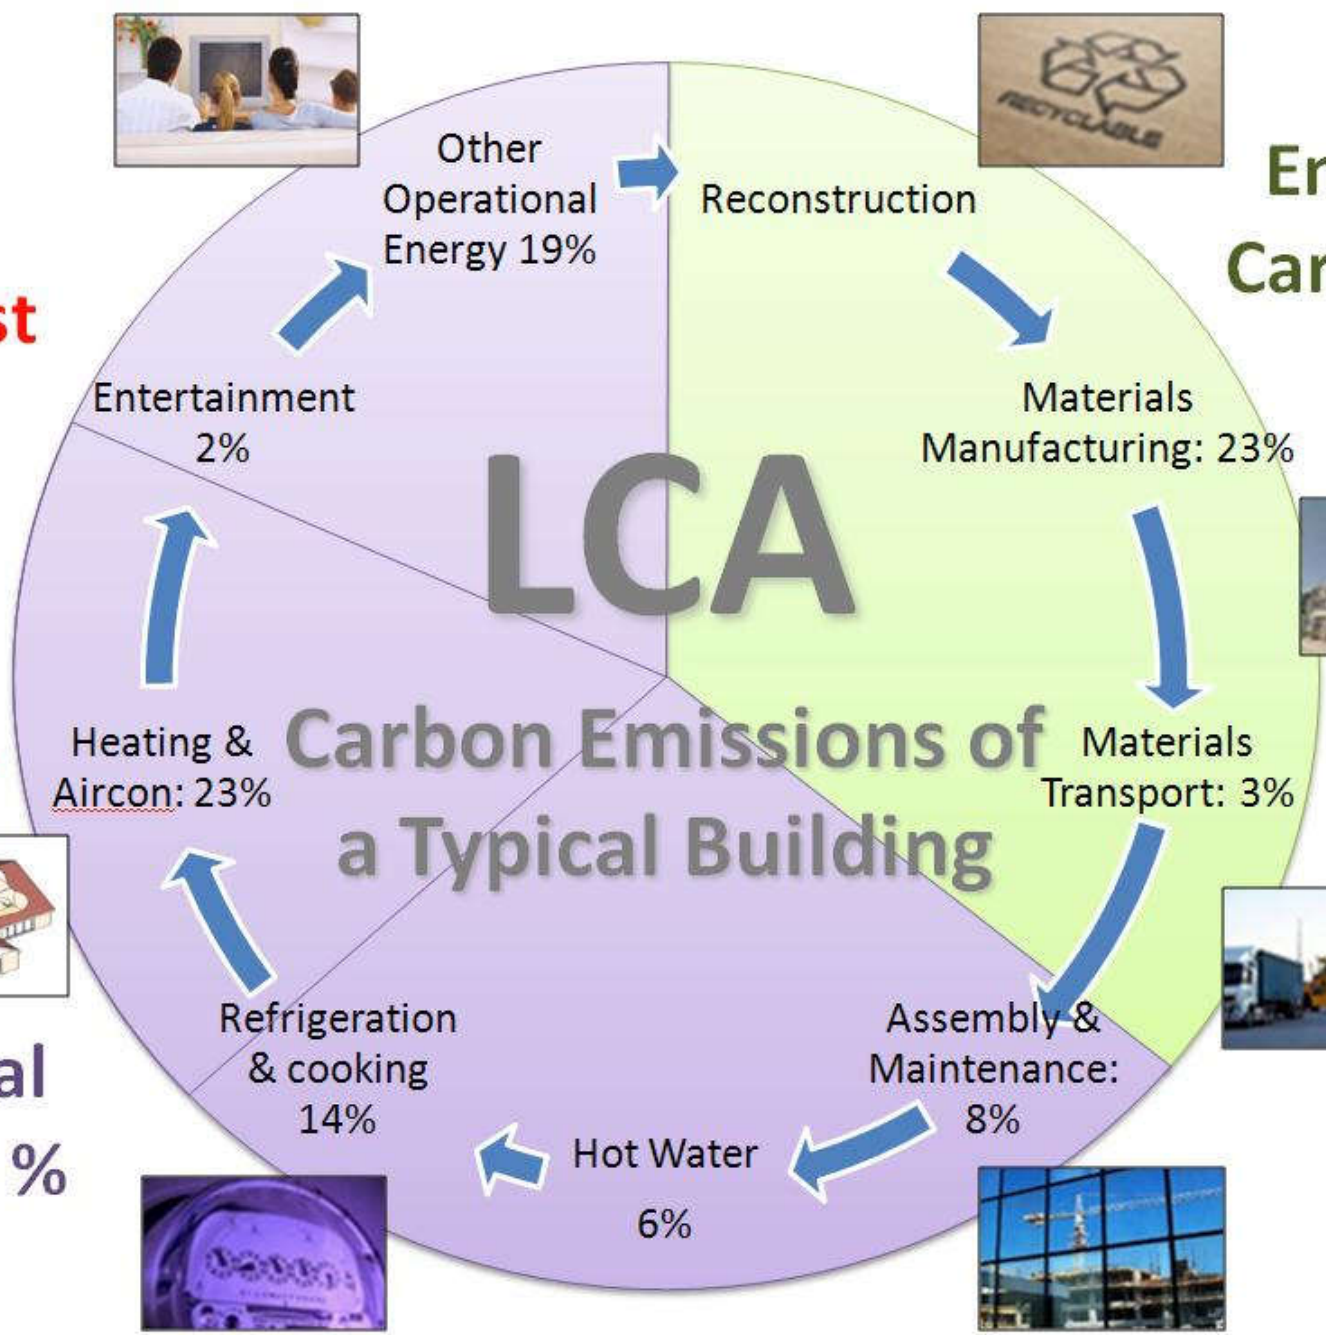 Other
Operational
Energy 19%
Reconstruction
RECYCLABLE
Entertainment
2%
Materials
Manufacturing: 23%
LCA
Carbon Emissions of
a Typical Building
Heating &
Aircon: 23%
Materials
Transport: 3%
Refrigeration
& cooking
14%
Assembly &
Maintenance:
8%
Hot Water
6%
%